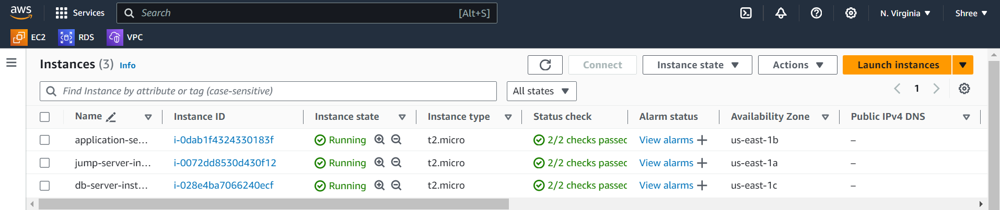 aws Services Search [Alt+S] N. Virginia Shree
EC2 RDS VPC
Instances (3) Info Connect Instance state Actions Launch instances
Find Instance by attribute or tag (case-sensitive) All states 1
Name Instance ID Instance state Instance type Status check Alarm status Availability Zone Public IPv4 DNS
application-se... i-0dab1f4324330183f Running t2.micro 2/2 checks passed View alarms + us-east-1b –
jump-server-in... i-0072dd8530d430f12 Running t2.micro 2/2 checks passed View alarms + us-east-1a –
db-server-inst... i-028e4ba7066240ecf Running t2.micro 2/2 checks passed View alarms + us-east-1c –